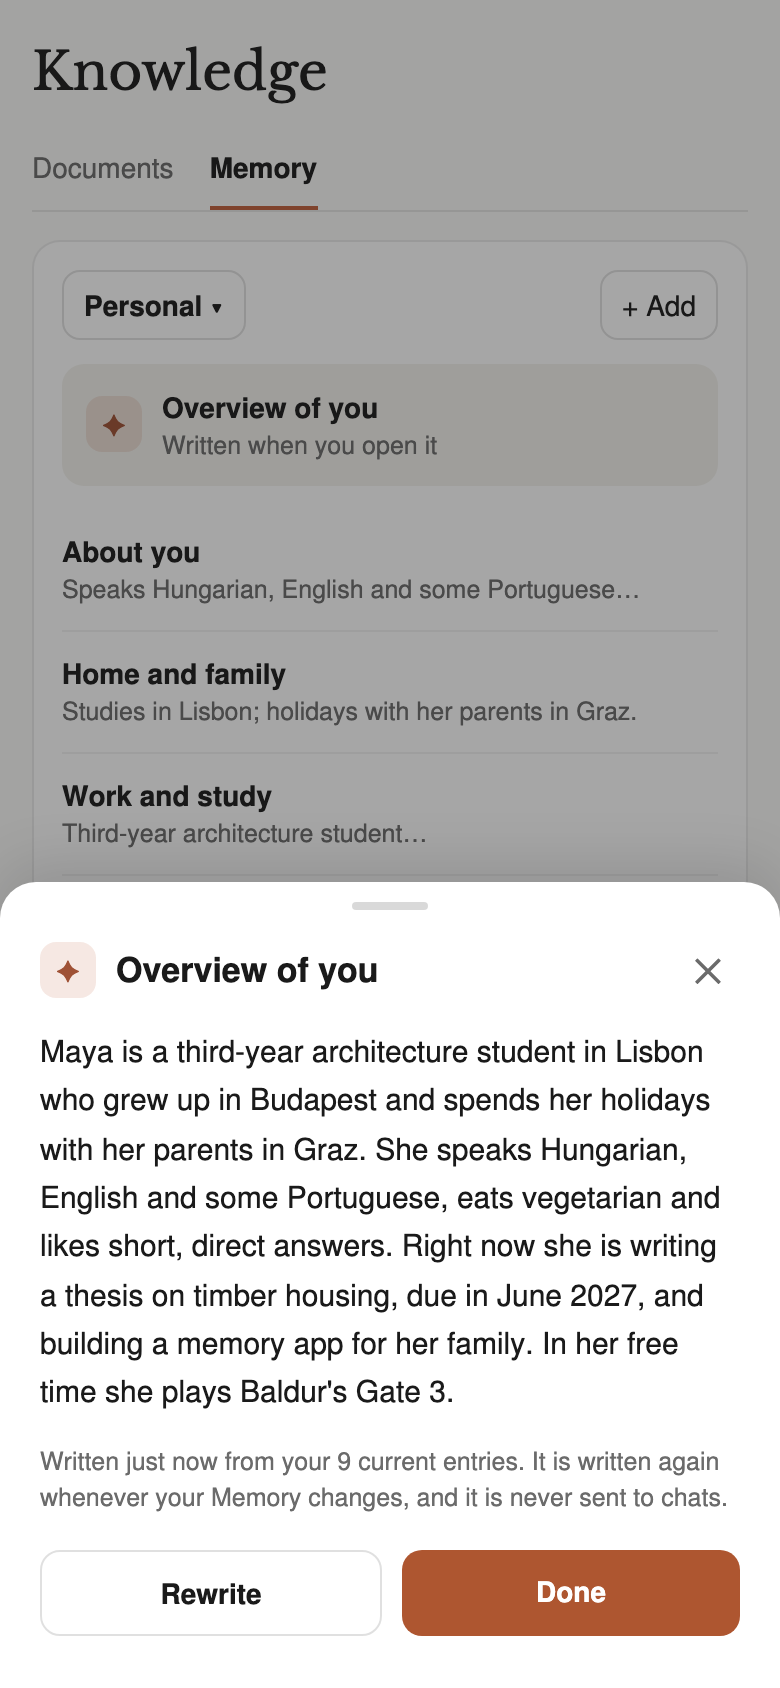 Knowledge
Documents
Memory
Personal ▾
+ Add
Overview of you
Written when you open it
About you
Speaks Hungarian, English and some Portuguese…
Home and family
Studies in Lisbon; holidays with her parents in Graz.
Work and study
Third-year architecture student…
Overview of you
Maya is a third-year architecture student in Lisbon
who grew up in Budapest and spends her holidays
with her parents in Graz. She speaks Hungarian,
English and some Portuguese, eats vegetarian and
likes short, direct answers. Right now she is writing
a thesis on timber housing, due in June 2027, and
building a memory app for her family. In her free
time she plays Baldur's Gate 3.
Written just now from your 9 current entries. It is written again
whenever your Memory changes, and it is never sent to chats.
Rewrite
Done